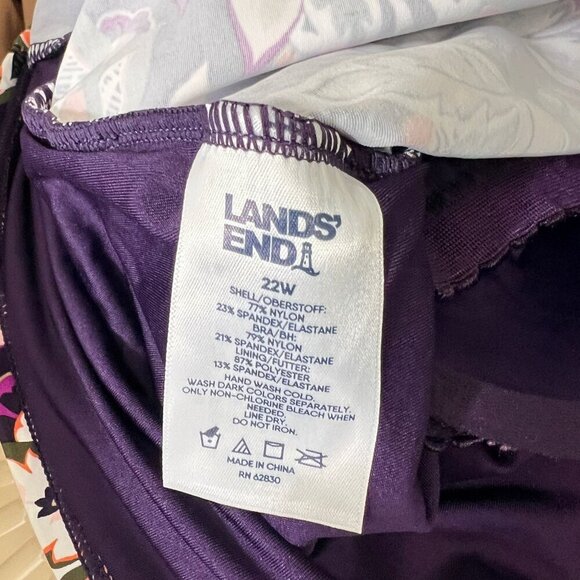 LANDS'
END
22W
SHELL/OBERSTOFF:
77% NYLON
23% SPANDEX/ELASTANE
BRA/BH:
79% NYLON
21% SPANDEX/ELASTANE
LINING/FUTTER:
87% POLYESTER
13% SPANDEX/ELASTANE
HAND WASH COLD.
WASH DARK COLORS SEPARATELY.
ONLY NON-CHLORINE BLEACH WHEN
NEEDED.
LINE DRY.
DO NOT IRON.
MADE IN CHINA
RN 62830